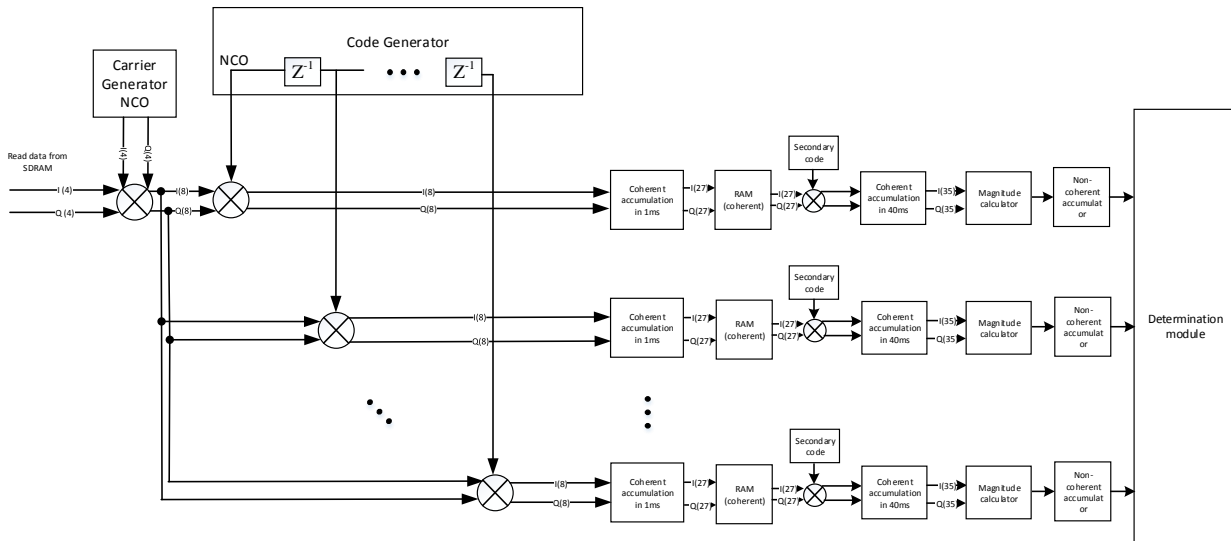 Code Generator
NCO
Z-1
Z-1
Carrier
Generator
NCO
I(4)
Q(4)
Read data from
SDRAM
I (4)
Q (4)
I(8)
Q(8)
I(8)
Q(8)
Coherent
accumulation
in 1ms
I(27)
Q(27)
RAM
(coherent)
I(27)
Q(27)
Secondary
code
Coherent
accumulation
in 40ms
I(35)
Q(35)
Magnitude
calculator
Non-
coherent
accumulat
or
I(8)
Q(8)
Coherent
accumulation
in 1ms
I(27)
Q(27)
RAM
(coherent)
I(27)
Q(27)
Secondary
code
Coherent
accumulation
in 40ms
I(35)
Q(35)
Magnitude
calculator
Non-
coherent
accumulat
or
Determination
module
I(8)
Q(8)
Coherent
accumulation
in 1ms
I(27)
Q(27)
RAM
(coherent)
I(27)
Q(27)
Secondary
code
Coherent
accumulation
in 40ms
I(35)
Q(35)
Magnitude
calculator
Non-
coherent
accumulat
or